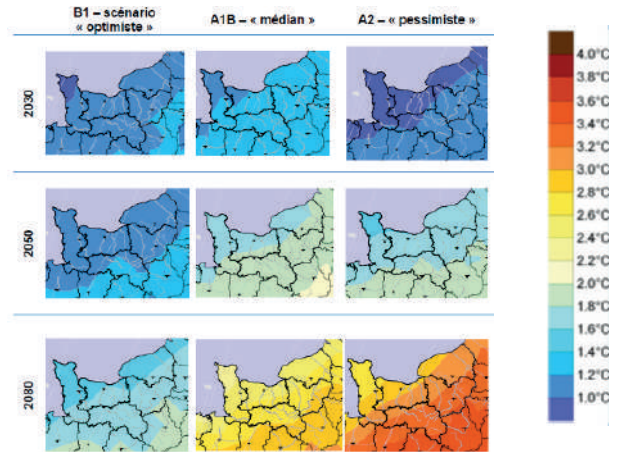 B1 – scénario
« optimiste »
A1B – « médian »
A2 – « pessimiste »
2030
2050
2080
4.0°C
3.8°C
3.6°C
3.4°C
3.2°C
3.0°C
2.8°C
2.6°C
2.4°C
2.2°C
2.0°C
1.8°C
1.6°C
1.4°C
1.2°C
1.0°C